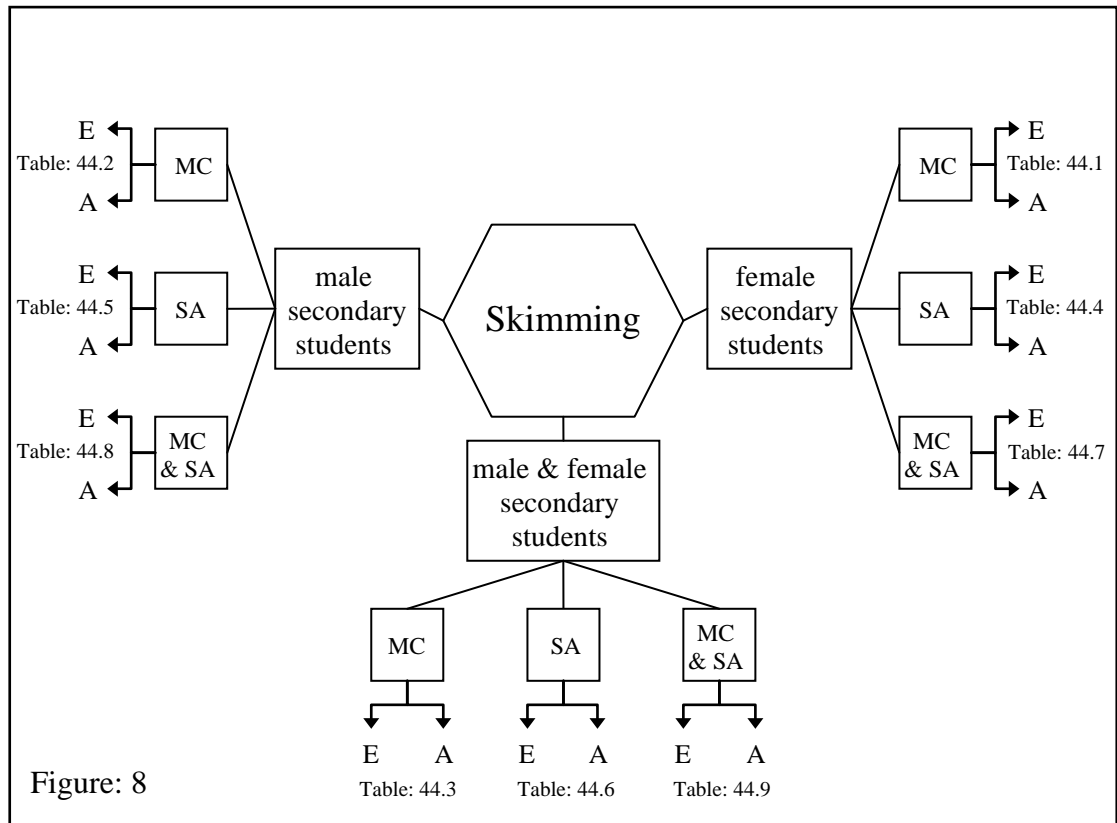 E
Table: 44.2
A
MC
E
Table: 44.5
A
SA
E
Table: 44.8
A
MC
& SA
male
secondary
students
Skimming
female
secondary
students
MC
E
Table: 44.1
A
SA
E
Table: 44.4
A
MC
& SA
E
Table: 44.7
A
male & female
secondary
students
MC
SA
MC
& SA
E A E A E A
Table: 44.3 Table: 44.6 Table: 44.9
Figure: 8